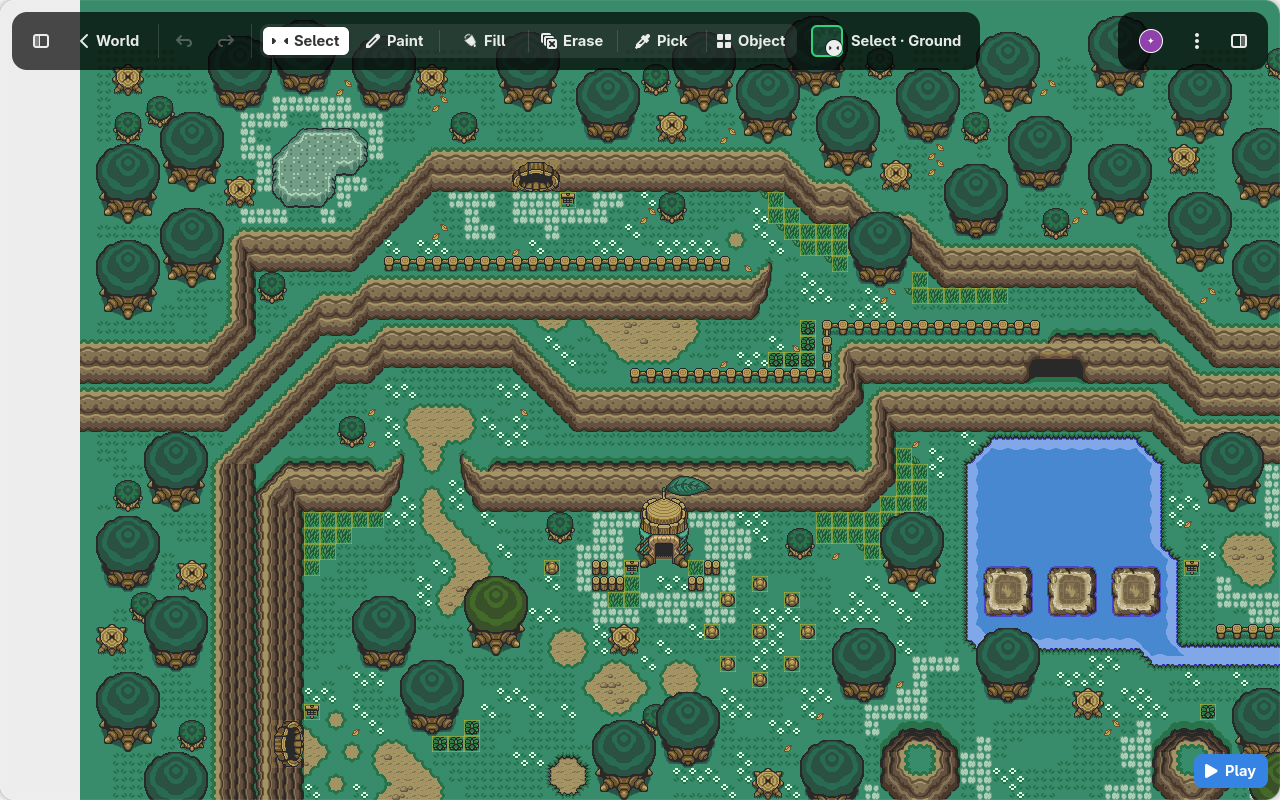 World
Select
Paint
Fill
Erase
Pick
Object
Select · Ground
Play